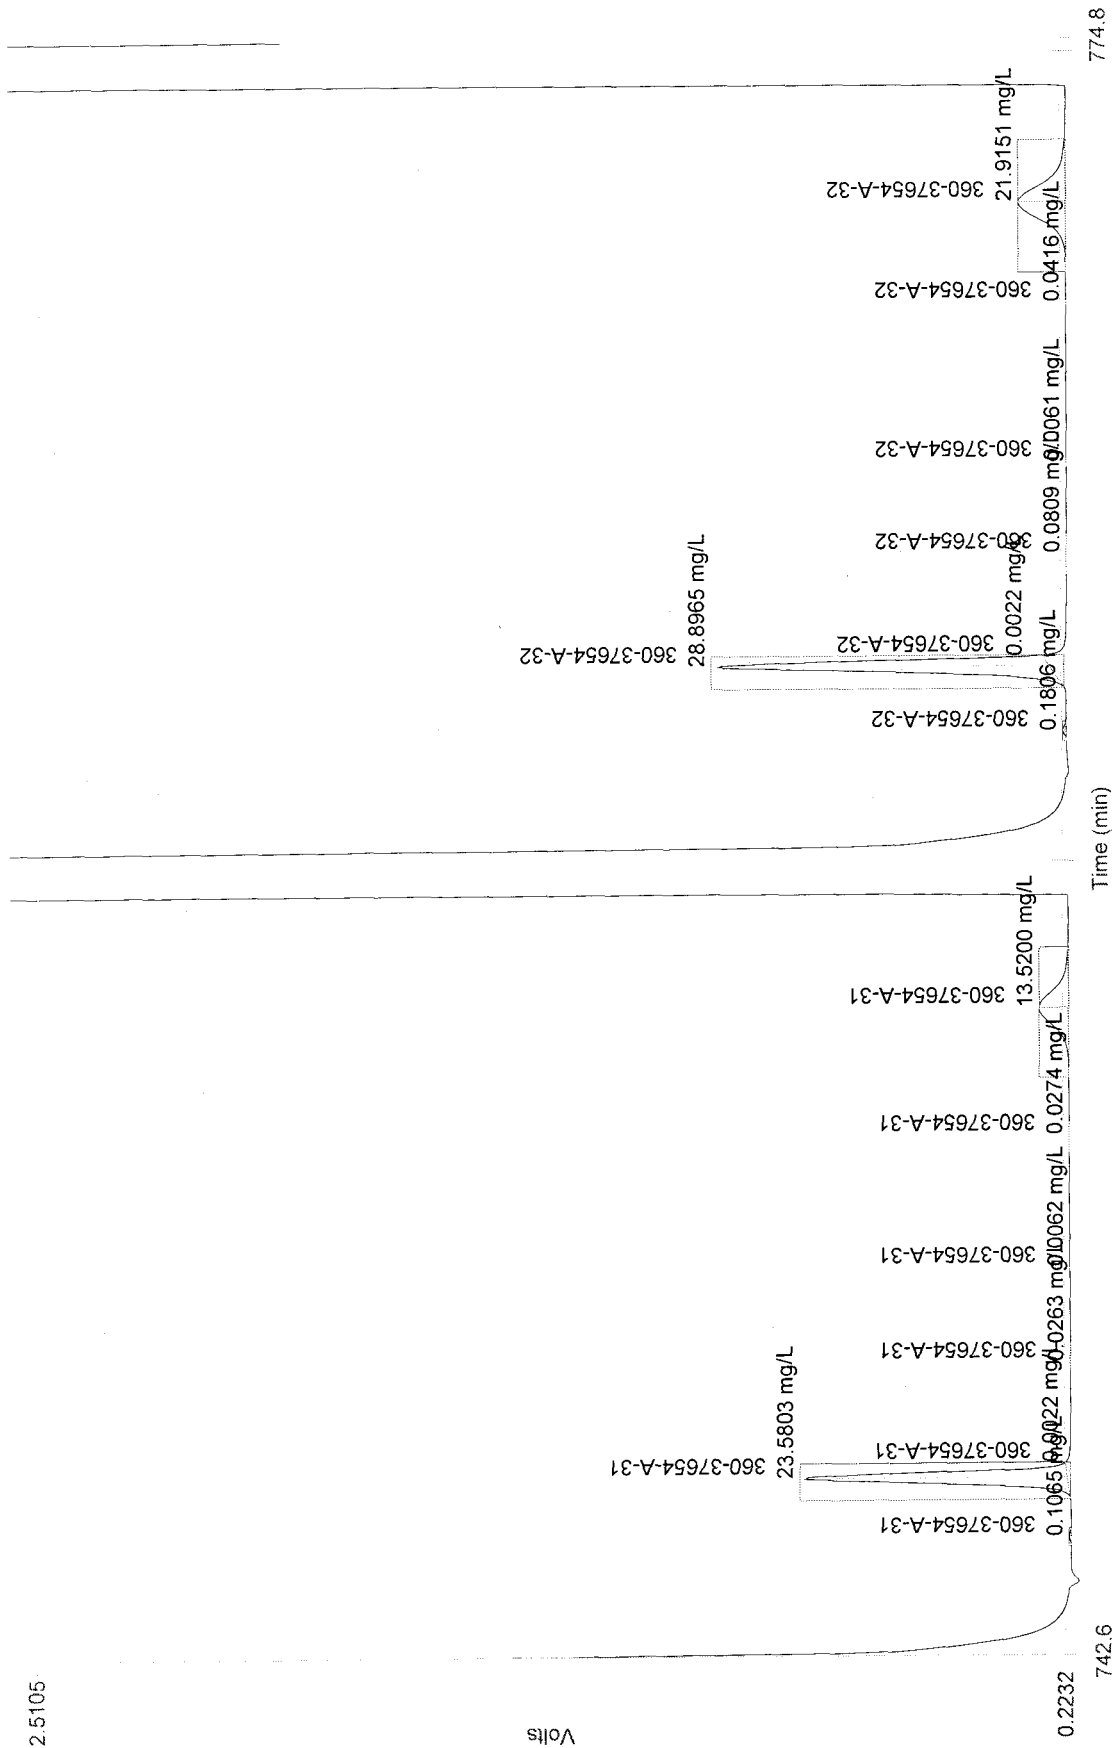 2.5105
Volts
0.2232
742.6
Time (min)
774.8
360-37654-A-31
0.1065 mg/L
360-37654-A-31
23.5803 mg/L
360-37654-A-31
0.0022 mg/L
360-37654-A-31
0.0263 mg/L
360-37654-A-31
0.0062 mg/L
360-37654-A-31
0.0274 mg/L
360-37654-A-31
13.5200 mg/L
360-37654-A-32
0.1806 mg/L
360-37654-A-32
28.8965 mg/L
360-37654-A-32
0.0022 mg/L
360-37654-A-32
0.0809 mg/L
360-37654-A-32
0.0061 mg/L
360-37654-A-32
0.0416 mg/L
360-37654-A-32
21.9151 mg/L